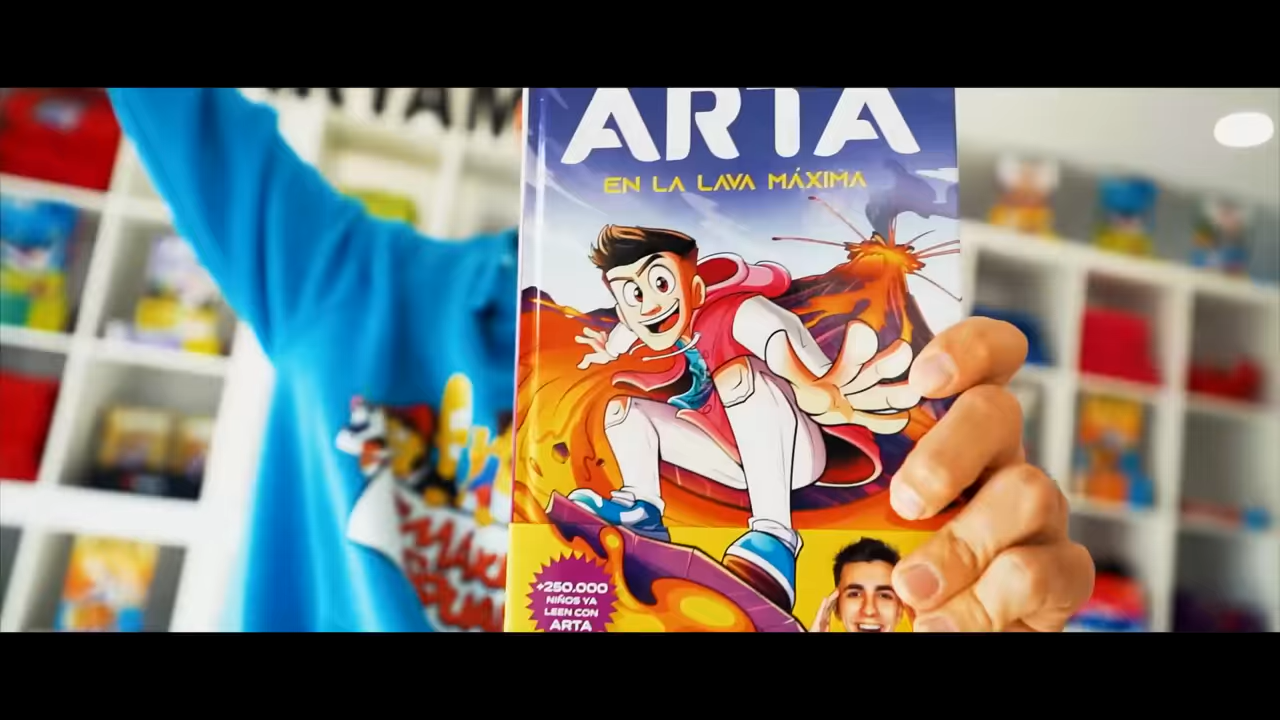 ARTA
EN LA LAVA MÁXIMA
+250.000
NIÑOS YA
LEEN CON
ARTA